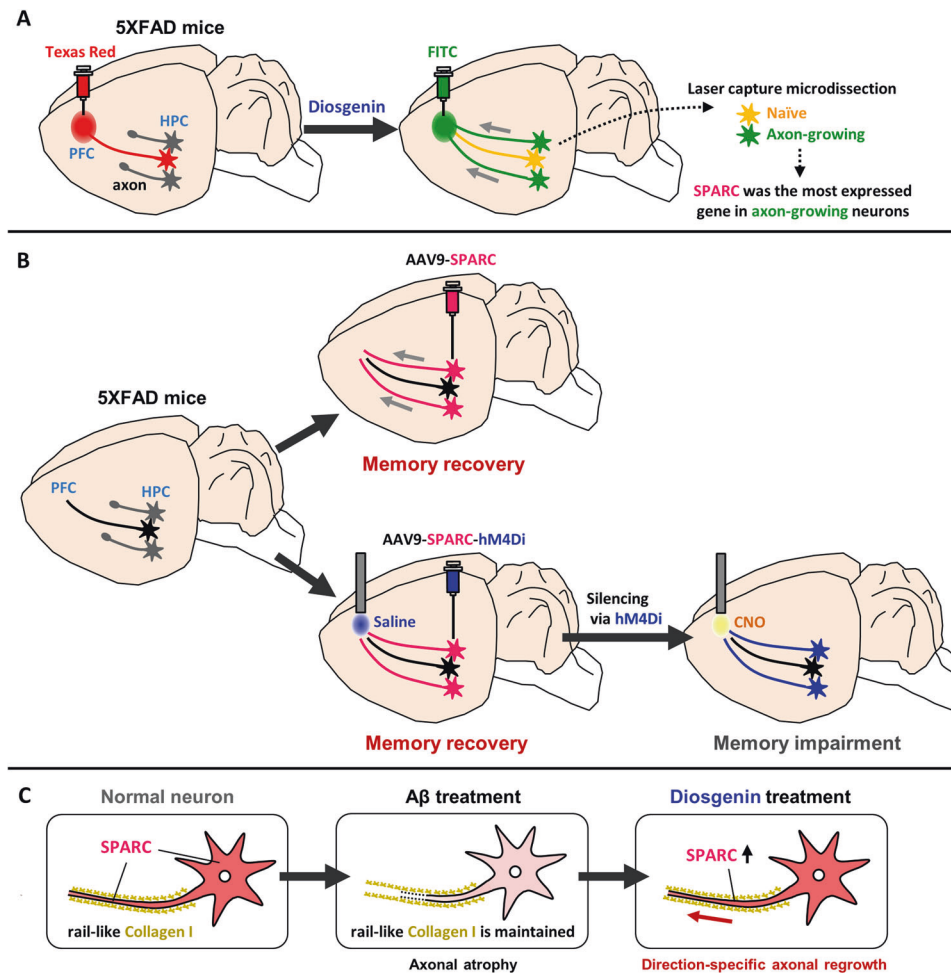 A
5XFAD mice
Texas Red
HPC
PFC
axon
Diosgenin
FITC
Laser capture microdissection
Naïve
Axon-growing
SPARC was the most expressed
gene in axon-growing neurons
B
AAV9-SPARC
Memory recovery
5XFAD mice
PFC
HPC
AAV9-SPARC-hM4Di
Saline
Memory recovery
Silencing
via hM4Di
CNO
Memory impairment
C
Normal neuron
SPARC
rail-like Collagen I
Aβ treatment
rail-like Collagen I is maintained
Axonal atrophy
Diosgenin treatment
SPARC
Direction-specific axonal regrowth